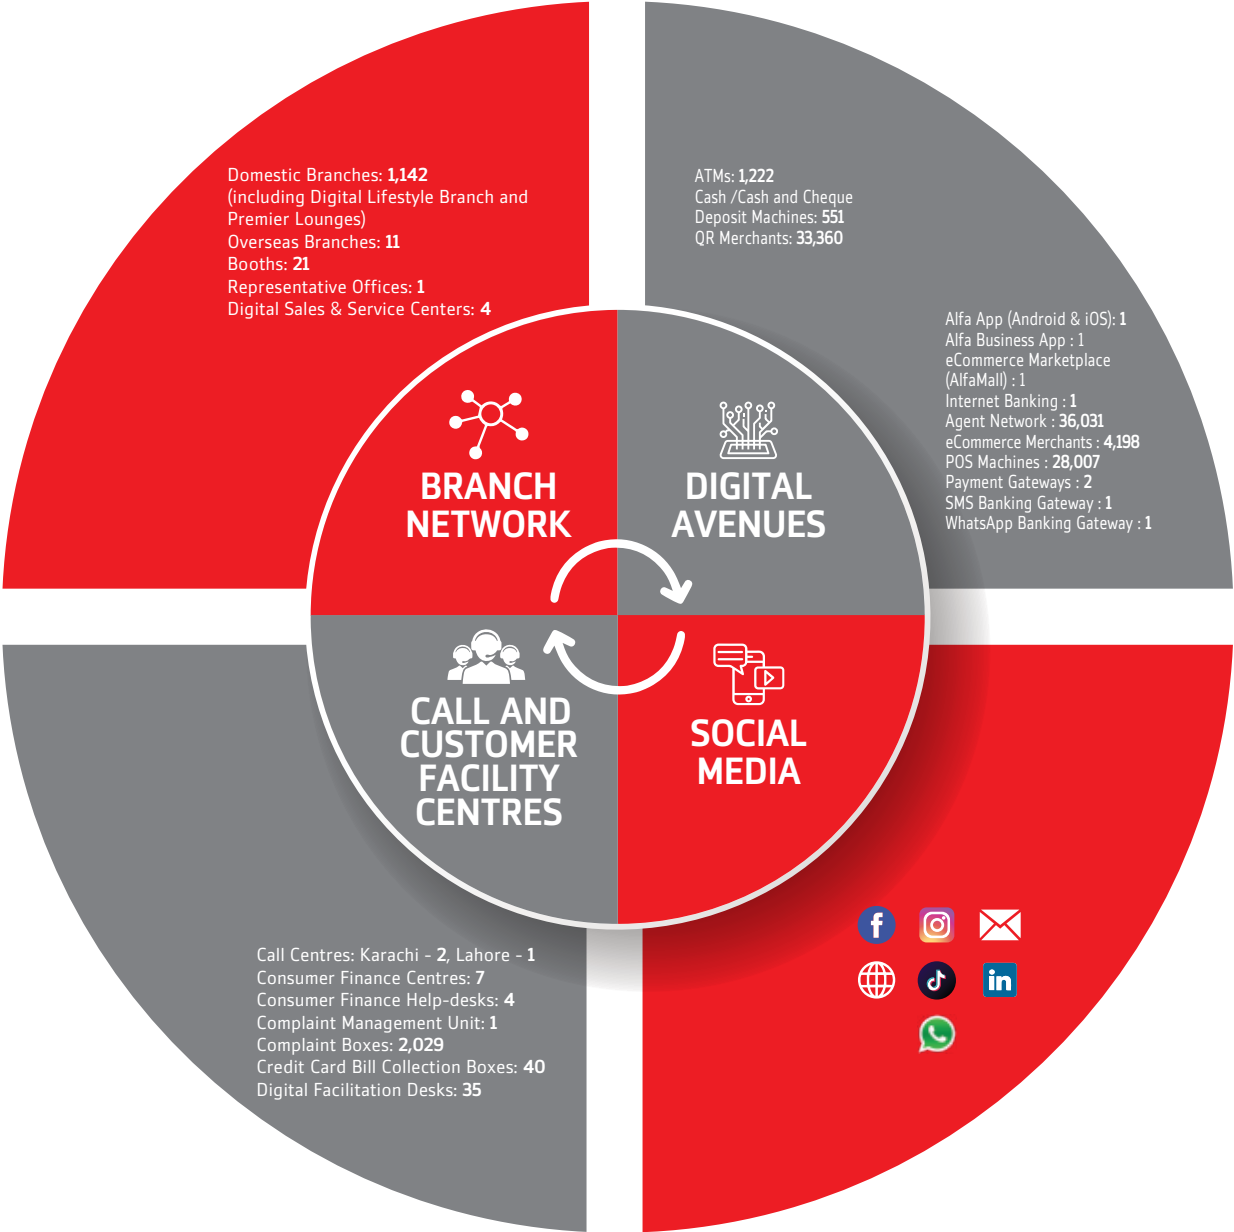 Domestic Branches: 1,142
(including Digital Lifestyle Branch and
Premier Lounges)
Overseas Branches: 11
Booths: 21
Representative Offices: 1
Digital Sales & Service Centers: 4
ATMs: 1,222
Cash /Cash and Cheque
Deposit Machines: 551
QR Merchants: 33,360
Alfa App (Android & iOS): 1
Alfa Business App : 1
eCommerce Marketplace
(AlfaMall) : 1
Internet Banking : 1
Agent Network : 36,031
eCommerce Merchants : 4,198
POS Machines : 28,007
Payment Gateways : 2
SMS Banking Gateway : 1
WhatsApp Banking Gateway : 1
BRANCH
NETWORK
DIGITAL
AVENUES
CALL AND
CUSTOMER
FACILITY
CENTRES
SOCIAL
MEDIA
Call Centres: Karachi - 2, Lahore - 1
Consumer Finance Centres: 7
Consumer Finance Help-desks: 4
Complaint Management Unit: 1
Complaint Boxes: 2,029
Credit Card Bill Collection Boxes: 40
Digital Facilitation Desks: 35
f
in